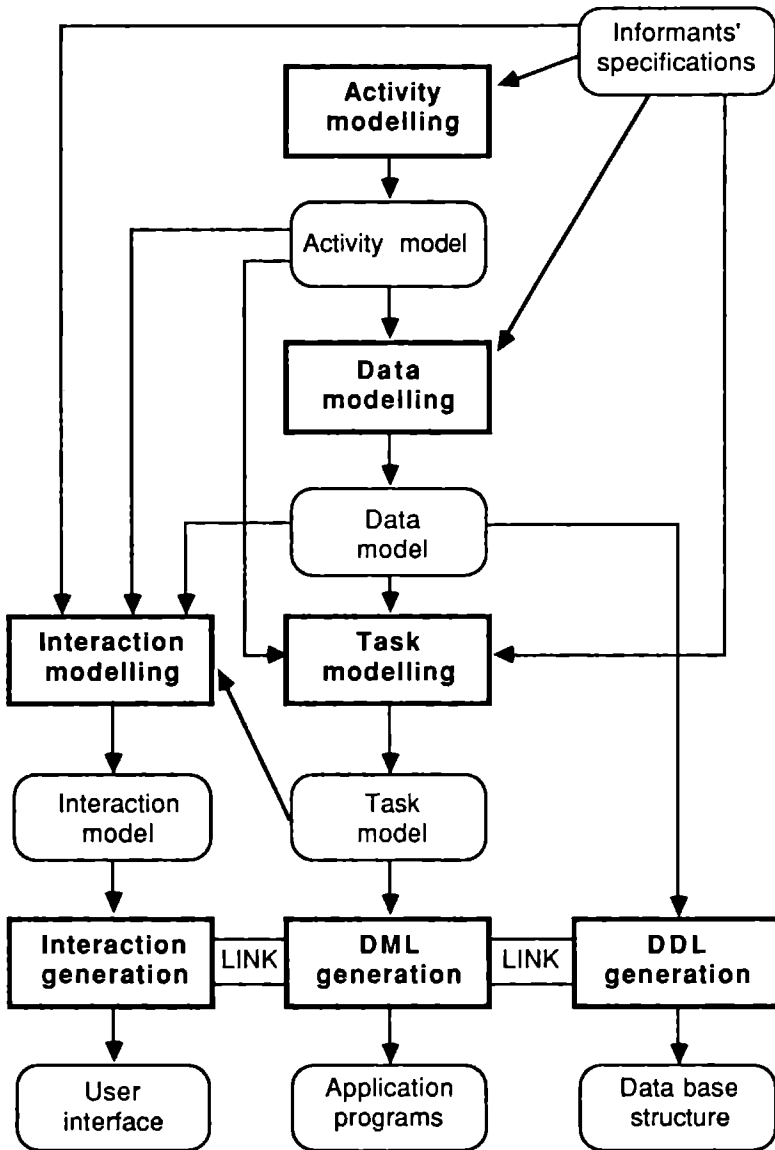 Informants'
specifications
Activity
modelling
Activity model
Data
modelling
Data
model
Interaction
modelling
Task
modelling
Interaction
model
Task
model
Interaction
generation
LINK
DML
generation
LINK
DDL
generation
User
interface
Application
programs
Data base
structure